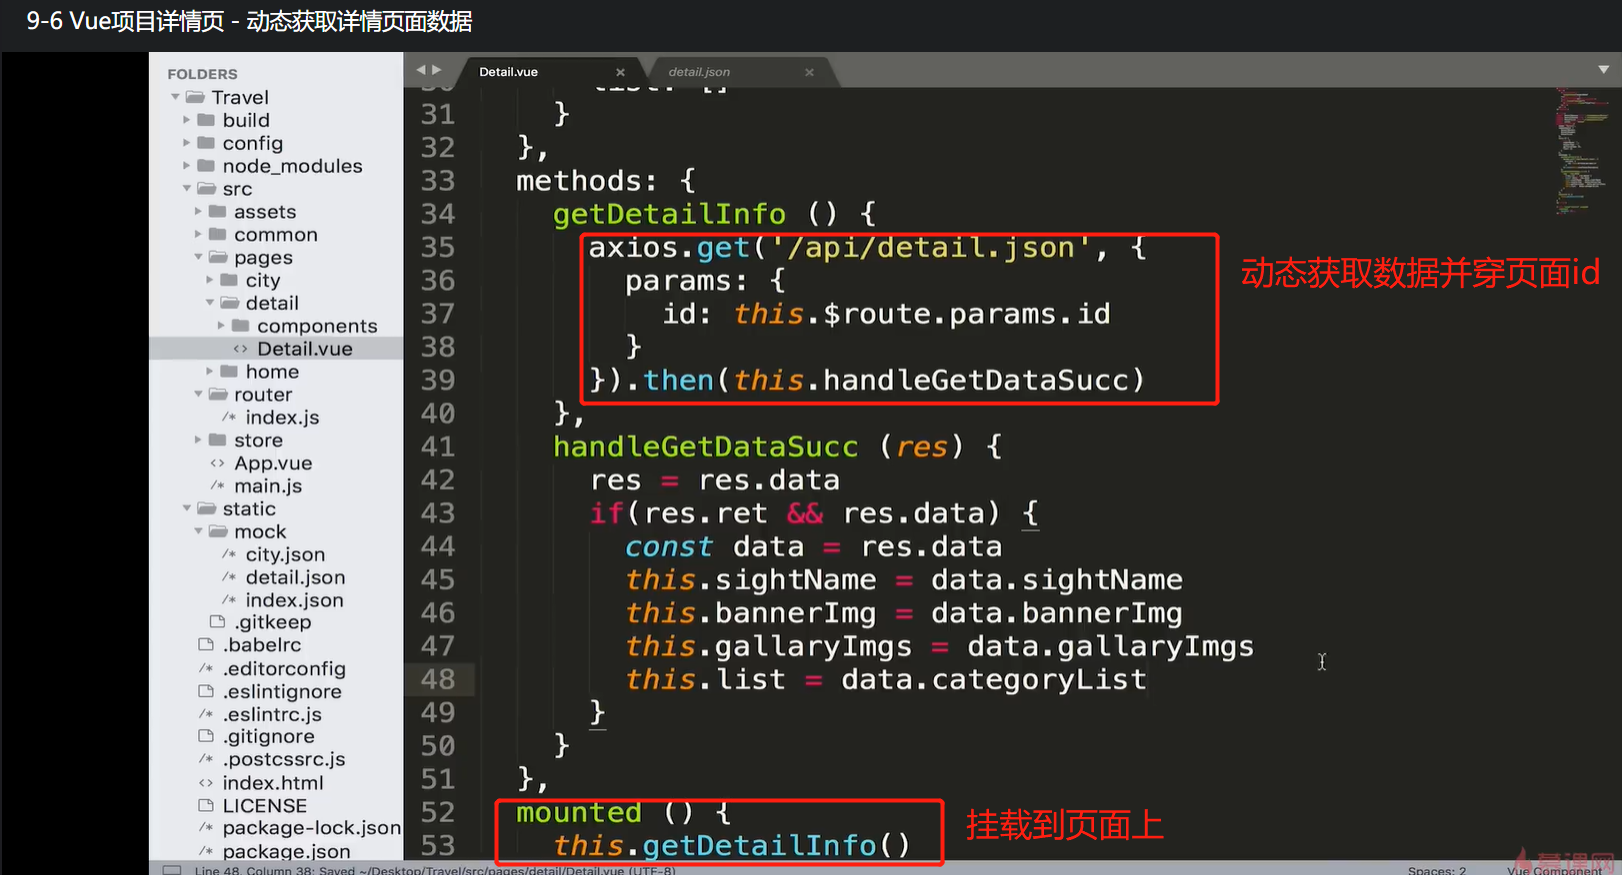 9-6 Vue项目详情页 - 动态获取详情页面数据
FOLDERS
Travel
build
config
node_modules
src
assets
common
pages
city
detail
components
<> Detail.vue
home
router
/* index.js
store
<> App.vue
/* main.js
static
mock
/* city.json
/* detail.json
/* index.json
.gitkeep
.babelrc
/* .editorconfig
.eslintignore
/* .eslintrc.js
.gitignore
/* .postcssrc.js
<> index.html
LICENSE
/* package-lock.json
/* package.json
Detail.vue ×
detail.json ×
30 list: []
31 }
32 },
33 methods: {
34 getDetailInfo () {
35 axios.get('/api/detail.json', {
36 params: {
37 id: this.$route.params.id
38 }
39 }).then(this.handleGetDataSucc)
40 },
41 handleGetDataSucc (res) {
42 res = res.data
43 if(res.ret && res.data) {
44 const data = res.data
45 this.sightName = data.sightName
46 this.bannerImg = data.bannerImg
47 this.gallaryImgs = data.gallaryImgs
48 this.list = data.categoryList
49 }
50 }
51 },
52 mounted () {
53 this.getDetailInfo()
动态获取数据并穿页面id
挂载到页面上
Line 48, Column 38; Saved ~/Desktop/Travel/src/pages/detail/Detail.vue (UTF-8)
Spaces: 2
Vue Component
慕课网